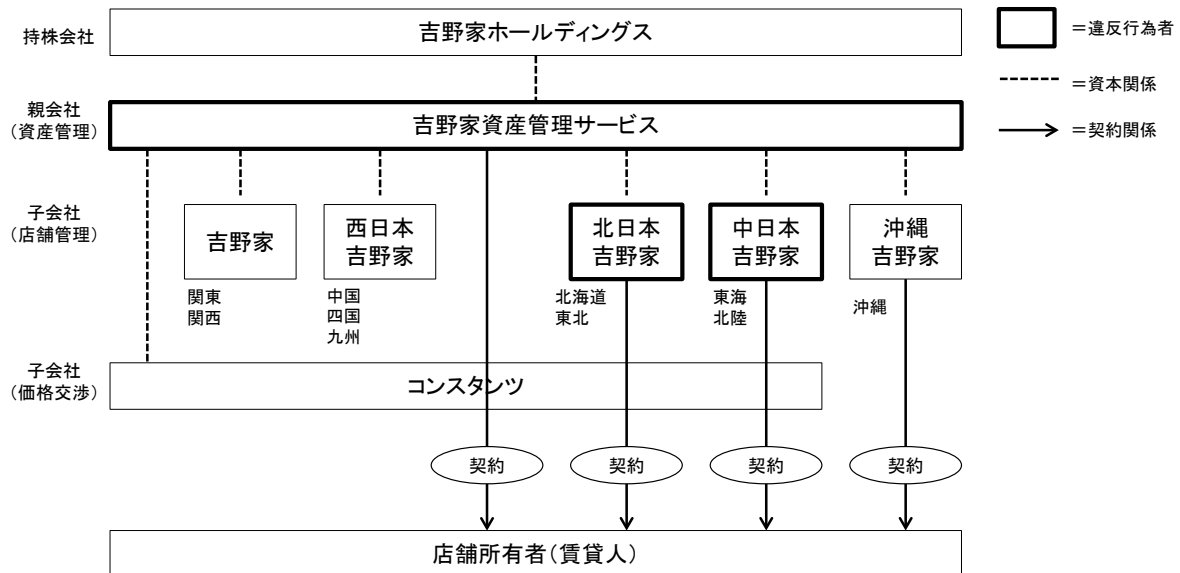 持株会社
吉野家ホールディングス
＝違反行為者
＝資本関係
＝契約関係
親会社
（資産管理）
吉野家資産管理サービス
子会社
（店舗管理）
吉野家
西日本
吉野家
北日本
吉野家
中日本
吉野家
沖縄
吉野家
関東
関西
中国
四国
九州
北海道
東北
東海
北陸
沖縄
子会社
（価格交渉）
コンスタンツ
契約
契約
契約
契約
店舗所有者（賃貸人）